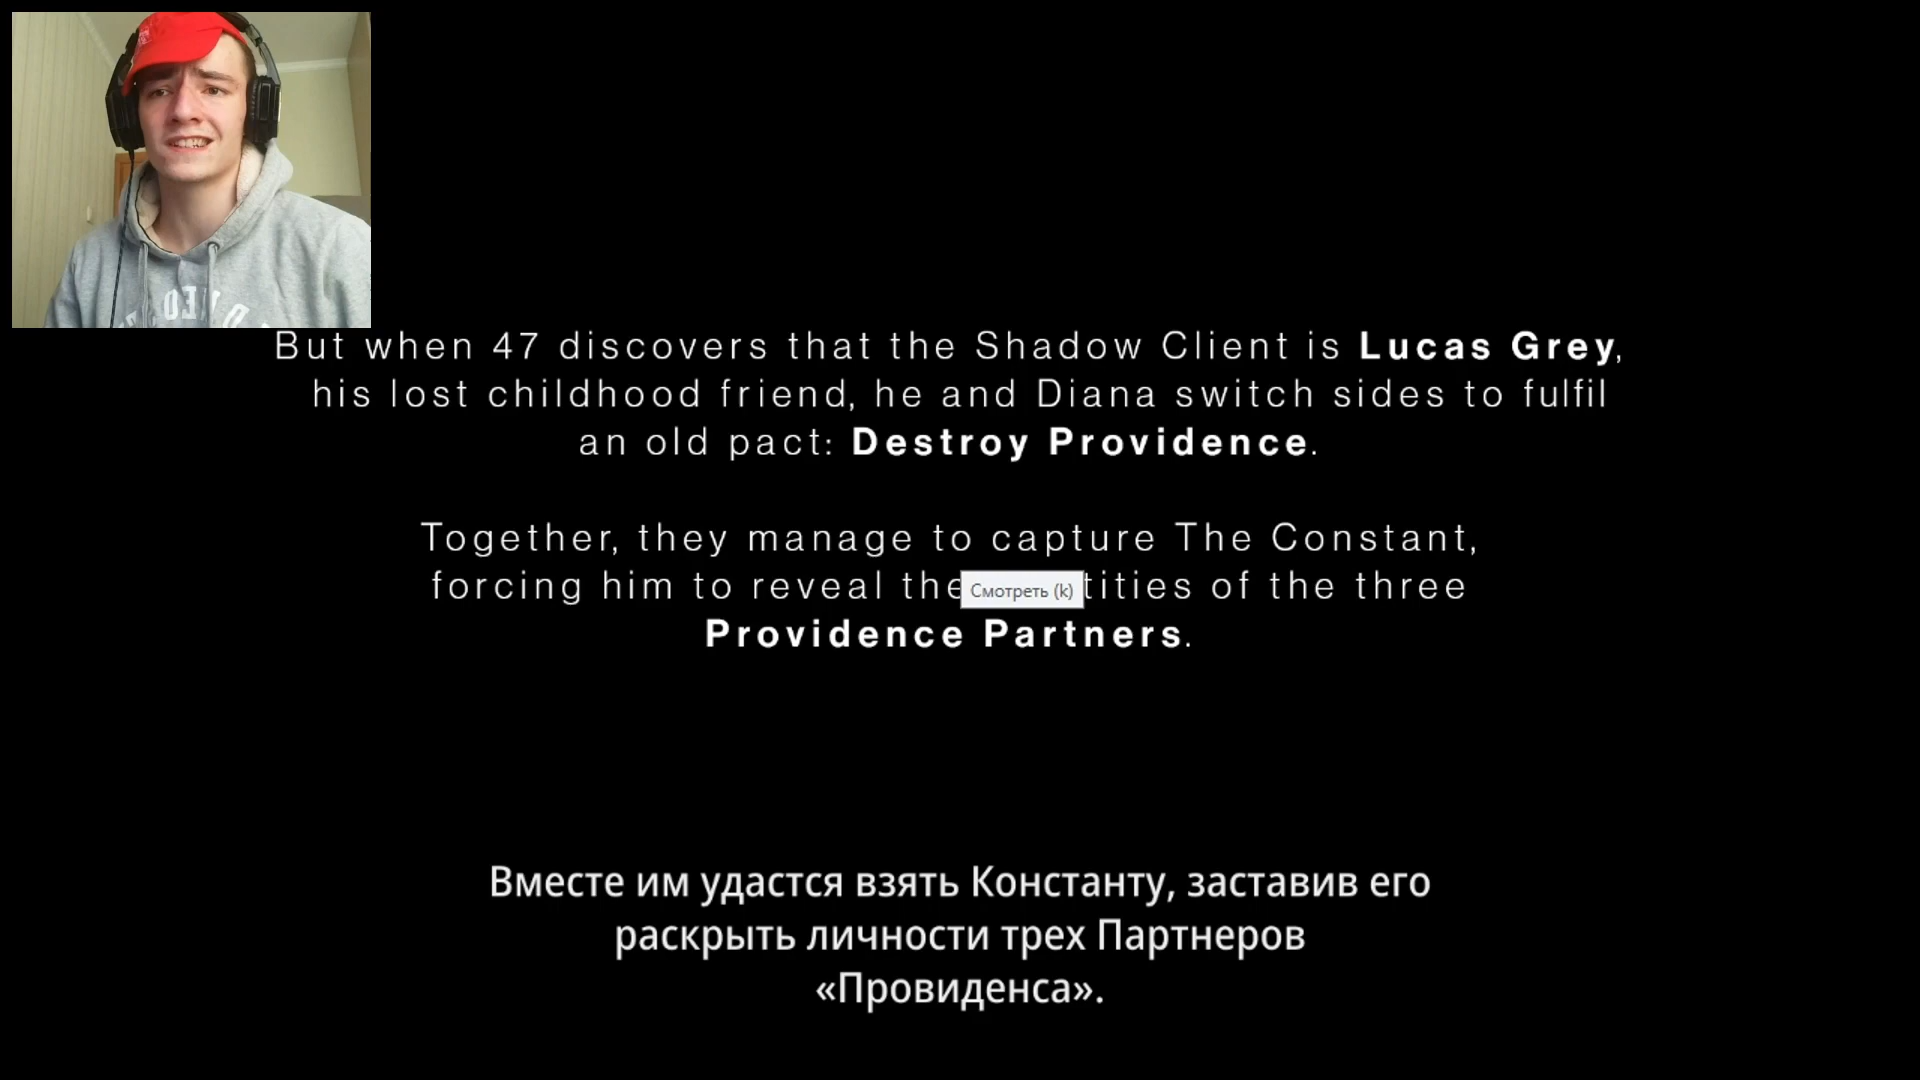 But when 47 discovers that the Shadow Client is Lucas Grey,
his lost childhood friend, he and Diana switch sides to fulfil
an old pact: Destroy Providence.
Together, they manage to capture The Constant,
forcing him to reveal the tities of the three
Смотреть (k)
Providence Partners.
Вместе им удастся взять Константу, заставив его
раскрыть личности трех Партнеров
«Провиденса».